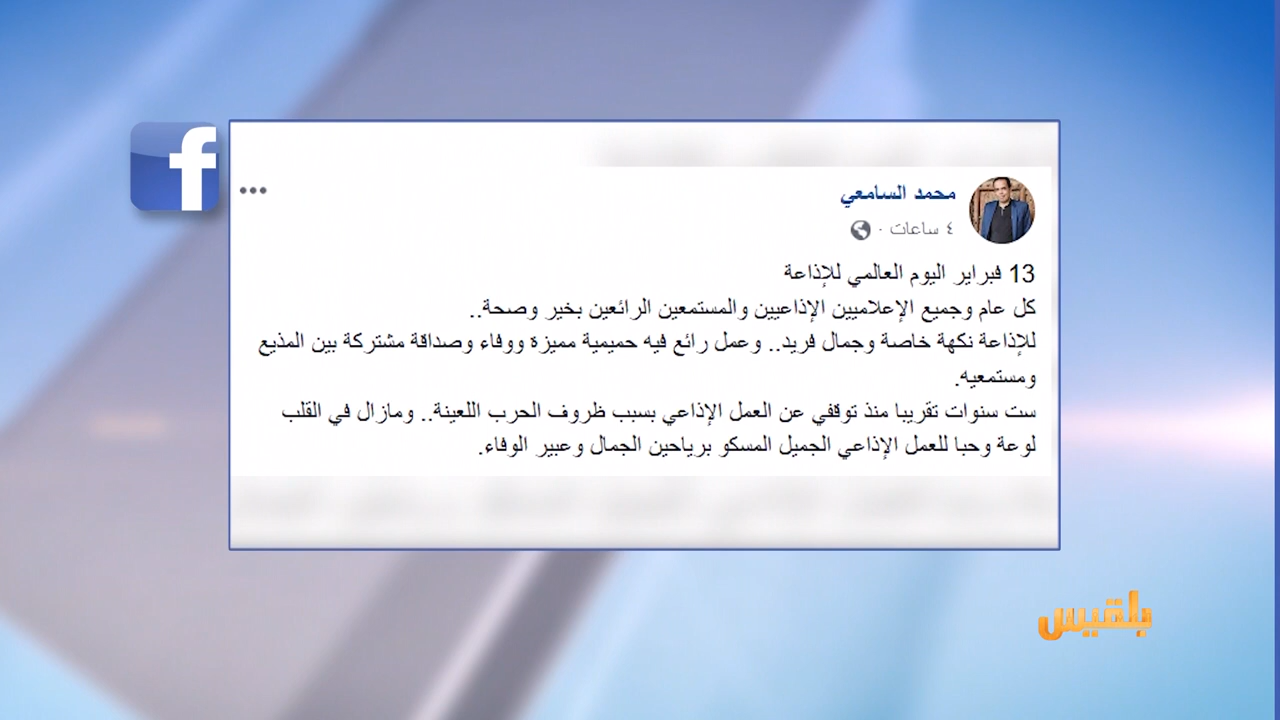 f
محمد السامعي
٤ ساعات ·
13 فبراير اليوم العالمي للإذاعة
كل عام وجميع الإعلاميين الإذاعيين والمستمعين الرائعين بخير وصحة..
للإذاعة نكهة خاصة وجمال فريد.. وعمل رائع فيه حميمية مميزة ووفاء وصداقة مشتركة بين المذيع
ومستمعيه.
ست سنوات تقريبا منذ توقفي عن العمل الإذاعي بسبب ظروف الحرب اللعينة.. ومازال في القلب
لوعة وحبا للعمل الإذاعي الجميل المسكو برياحين الجمال وعبير الوفاء.
بلقيس